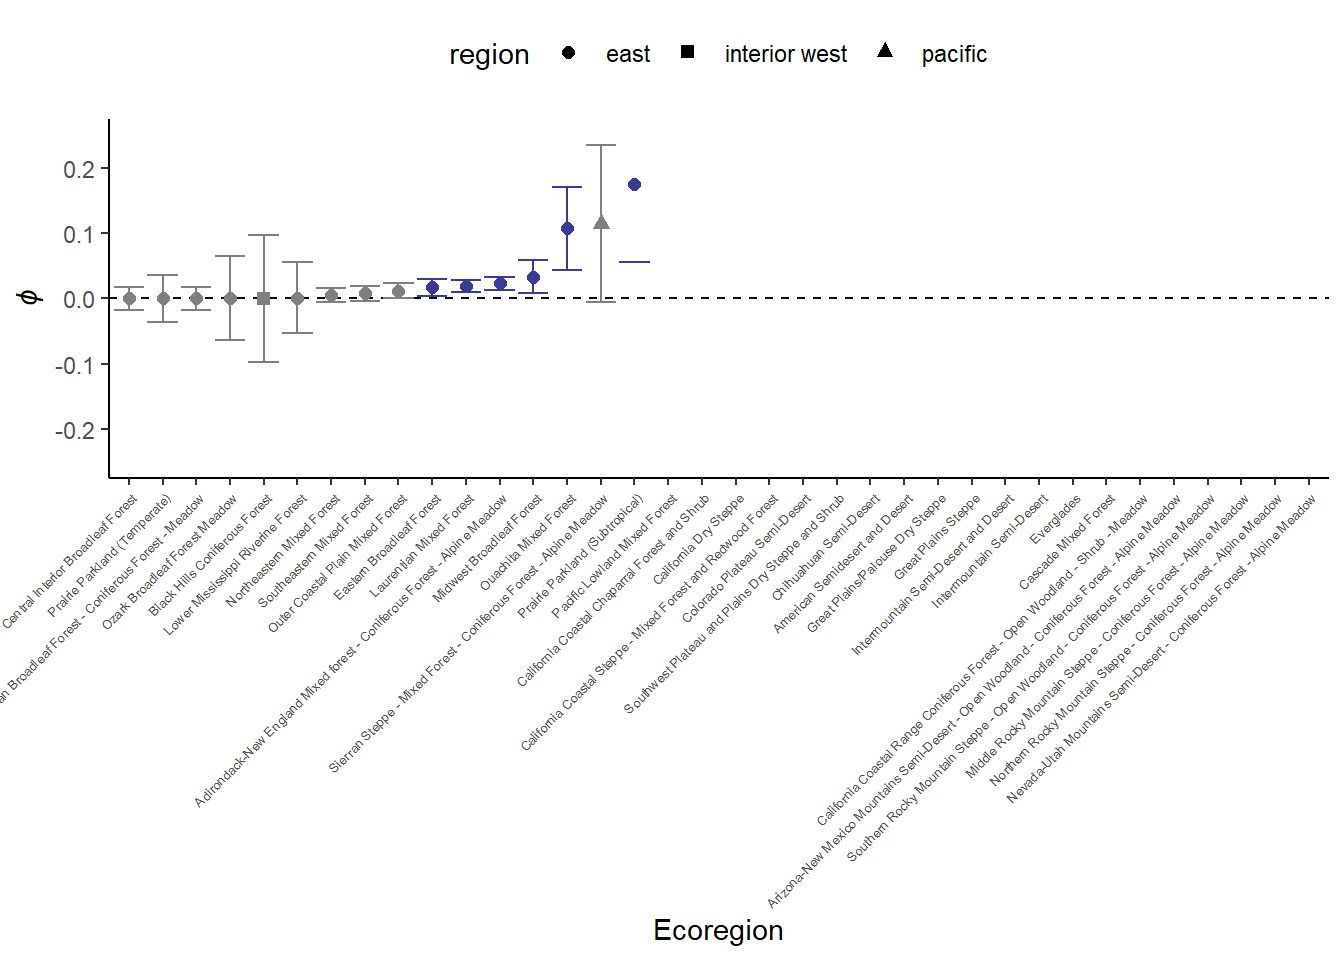 region east interior west pacific
0.2
0.1
0.0
-0.1
-0.2
ϕ
Central Interior Broadleaf Forest
Prairie Parkland (Temperate)
an Broadleaf Forest - Coniferous Forest - Meadow
Ozark Broadleaf Forest Meadow
Black Hills Coniferous Forest
Lower Mississippi Riverine Forest
Northeastern Mixed Forest
Southeastern Mixed Forest
Outer Coastal Plain Mixed Forest
Eastern Broadleaf Forest
Laurentian Mixed Forest
Adirondack-New England Mixed forest - Coniferous Forest - Alpine Meadow
Midwest Broadleaf Forest
Ouachita Mixed Forest
Sierran Steppe - Mixed Forest - Coniferous Forest - Alpine Meadow
Prairie Parkland (Subtropical)
Pacific Lowland Mixed Forest
California Coastal Chaparral Forest and Shrub
California Dry Steppe
California Coastal Steppe - Mixed Forest and Redwood Forest
Colorado Plateau Semi-Desert
Southwest Plateau and Plains Dry Steppe and Shrub
Chihuahuan Semi-Desert
American Semidesert and Desert
Great Plains/Palouse Dry Steppe
Great Plains Steppe
Intermountain Semi-Desert and Desert
Intermountain Semi-Desert
Everglades
Cascade Mixed Forest
California Coastal Range Coniferous Forest - Open Woodland - Shrub - Meadow
Arizona-New Mexico Mountains Semi-Desert - Open Woodland - Coniferous Forest - Alpine Meadow
Southern Rocky Mountain Steppe - Open Woodland - Coniferous Forest - Alpine Meadow
Middle Rocky Mountain Steppe - Coniferous Forest - Alpine Meadow
Northern Rocky Mountain Steppe - Coniferous Forest - Alpine Meadow
Nevada-Utah Mountains Semi-Desert - Coniferous Forest - Alpine Meadow
Ecoregion